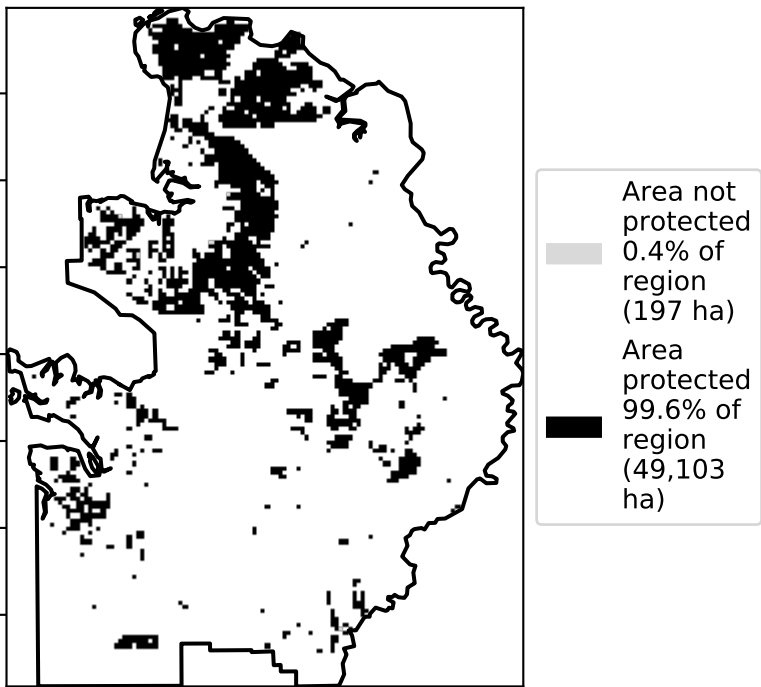 Area not
protected
0.4% of
region
(197 ha)
Area
protected
99.6% of
region
(49,103
ha)